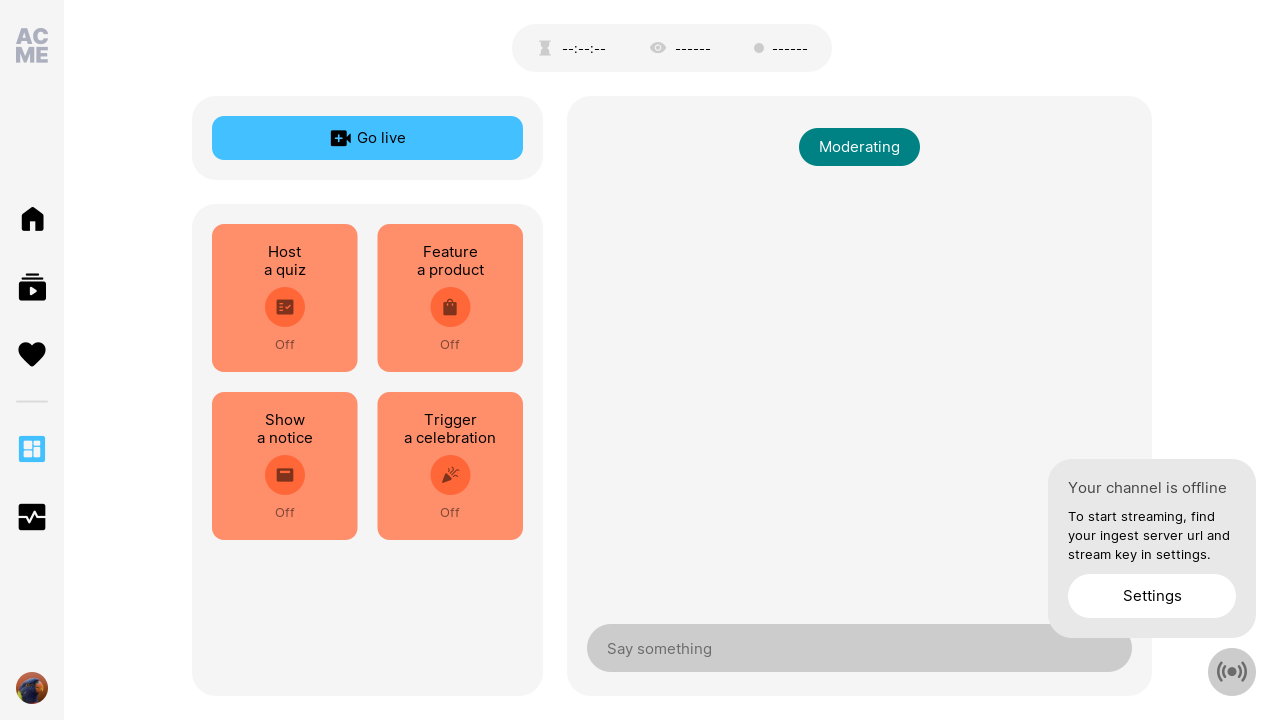 AC
ME
--:--:--
------
------
Go live
Moderating
Host
a quiz
Off
Feature
a product
Off
Show
a notice
Off
Trigger
a celebration
Off
Your channel is offline
To start streaming, find
your ingest server url and
stream key in settings.
Settings
Say something